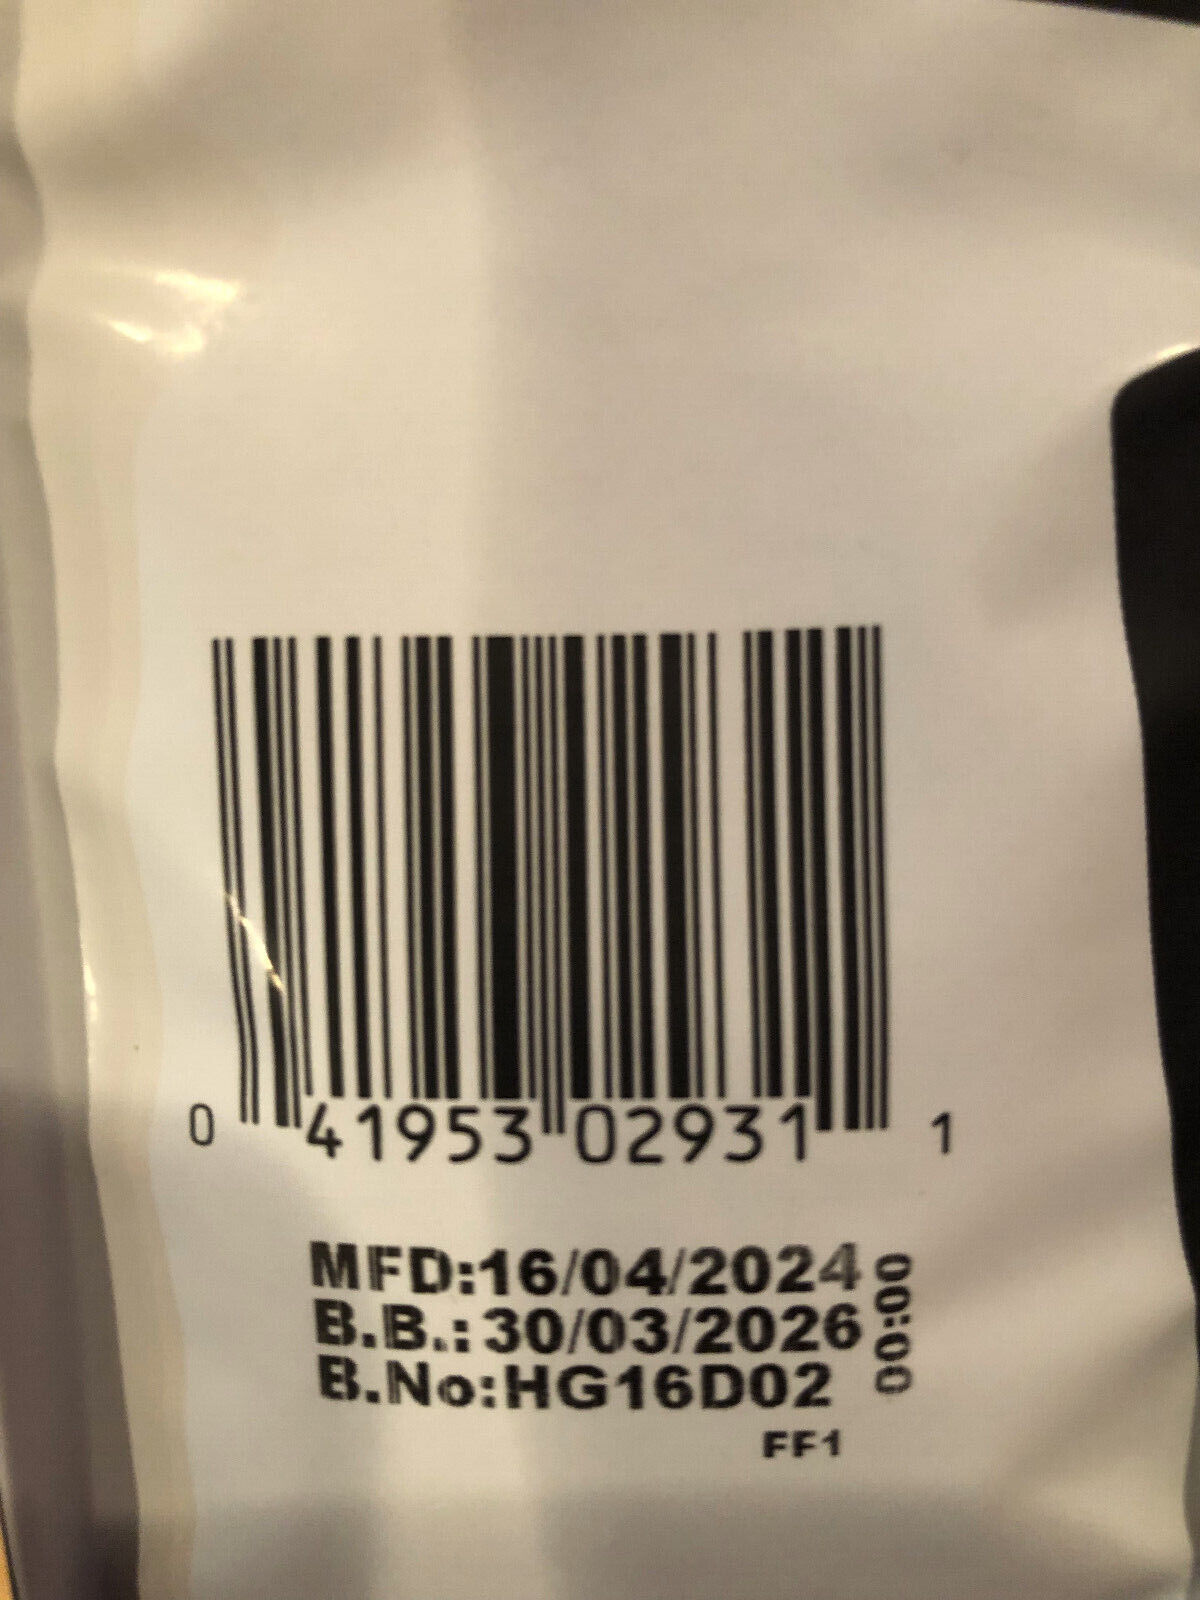 0 41953 02931 1
MFD:16/04/2024
B.B.:30/03/2026
B.No:HG16D02
00:00
FF1